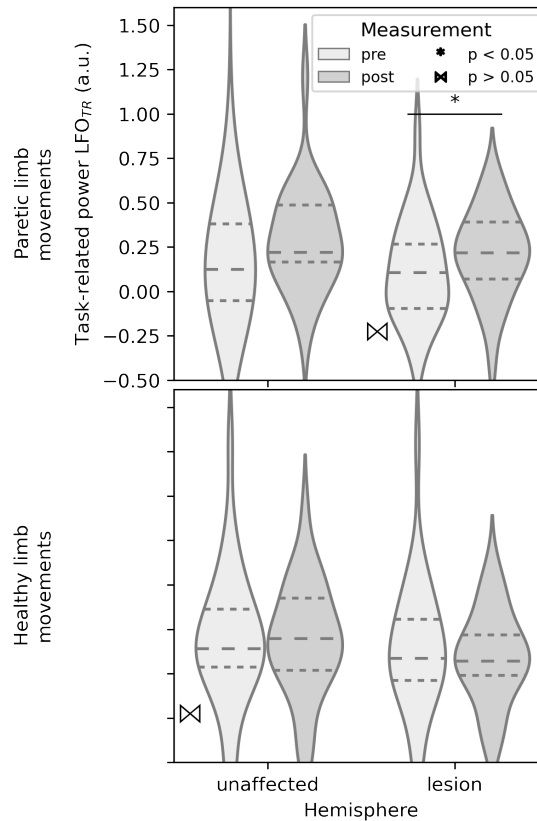 Measurement
pre
post
* p < 0.05
⋈ p > 0.05
*
⋈
1.50
1.25
1.00
0.75
0.50
0.25
0.00
−0.25
−0.50
Task-related power LFO_TR (a.u.)
Paretic limb
movements
Healthy limb
movements
⋈
unaffected
lesion
Hemisphere